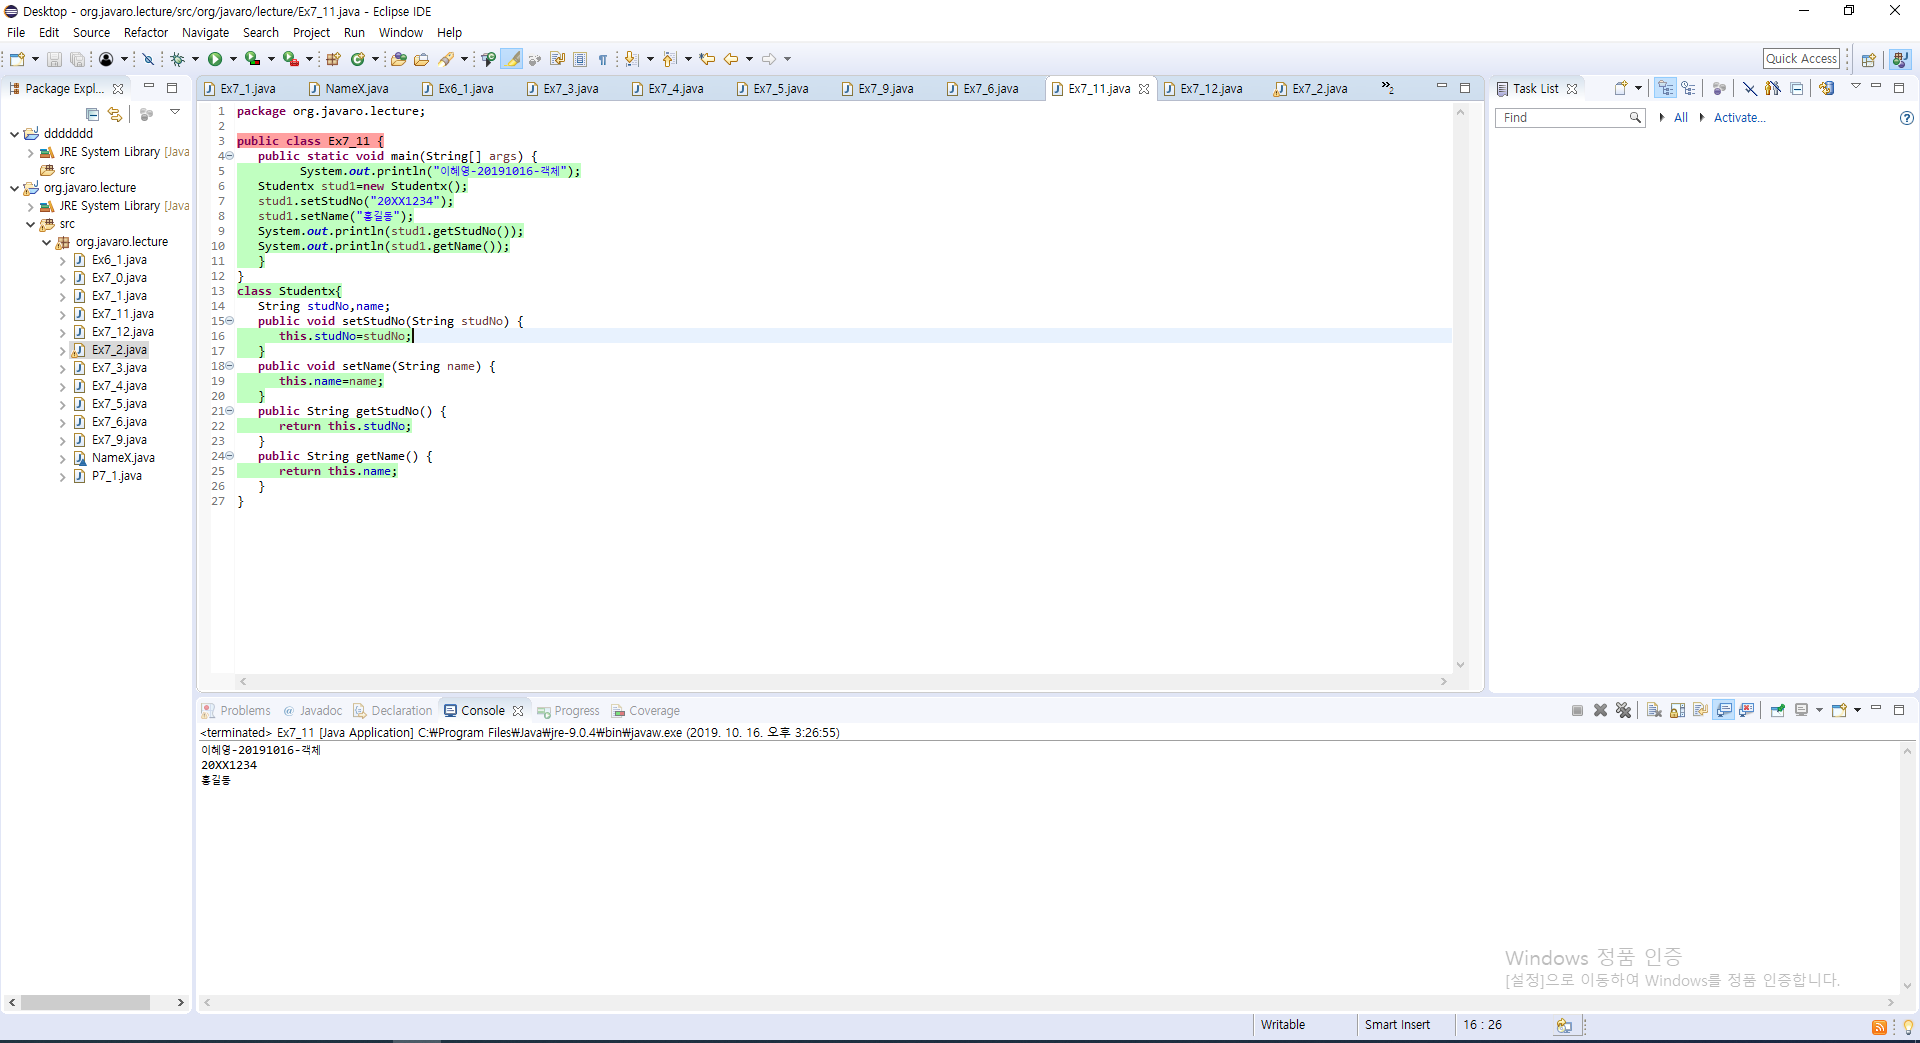 Desktop - org.javaro.lecture/src/org/javaro/lecture/Ex7_11.java - Eclipse IDE
File Edit Source Refactor Navigate Search Project Run Window Help
Quick Access
Package Expl...
ddddddd
JRE System Library [Java
src
org.javaro.lecture
JRE System Library [Java
src
org.javaro.lecture
Ex6_1.java
Ex7_0.java
Ex7_1.java
Ex7_11.java
Ex7_12.java
Ex7_2.java
Ex7_3.java
Ex7_4.java
Ex7_5.java
Ex7_6.java
Ex7_9.java
NameX.java
P7_1.java
Ex7_1.java NameX.java Ex6_1.java Ex7_3.java Ex7_4.java Ex7_5.java Ex7_9.java Ex7_6.java Ex7_11.java Ex7_12.java Ex7_2.java »2
1 package org.javaro.lecture;
2
3 public class Ex7_11 {
4 public static void main(String[] args) {
5 System.out.println("이혜영-20191016-객체");
6 Studentx stud1=new Studentx();
7 stud1.setStudNo("20XX1234");
8 stud1.setName("홍길동");
9 System.out.println(stud1.getStudNo());
10 System.out.println(stud1.getName());
11 }
12 }
13 class Studentx{
14 String studNo,name;
15 public void setStudNo(String studNo) {
16 this.studNo=studNo;
17 }
18 public void setName(String name) {
19 this.name=name;
20 }
21 public String getStudNo() {
22 return this.studNo;
23 }
24 public String getName() {
25 return this.name;
26 }
27 }
Task List
Find All Activate...
Problems @ Javadoc Declaration Console Progress Coverage
<terminated> Ex7_11 [Java Application] C:₩Program Files₩Java₩jre-9.0.4₩bin₩javaw.exe (2019. 10. 16. 오후 3:26:55)
이혜영-20191016-객체
20XX1234
홍길동
Windows 정품 인증
[설정]으로 이동하여 Windows를 정품 인증합니다.
Writable Smart Insert 16 : 26